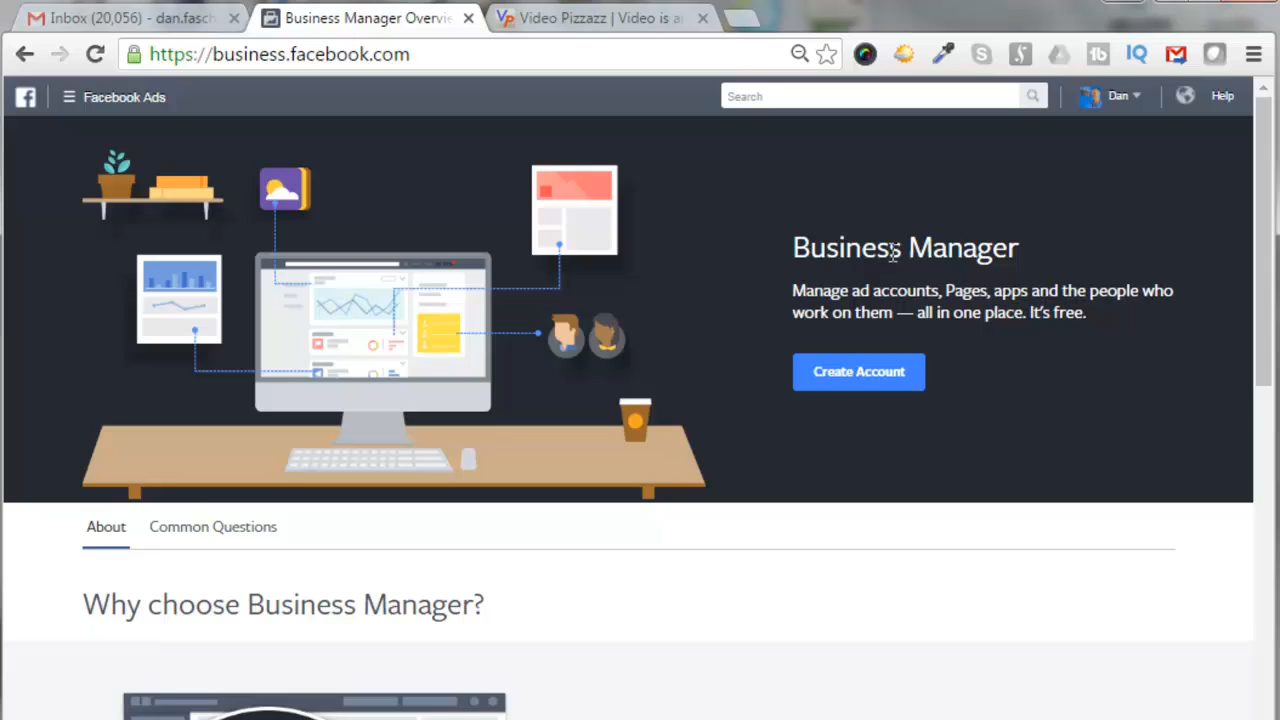 Inbox (20,056) - dan.fasch
Business Manager Overvie
Video Pizzazz | Video is a
https://business.facebook.com
Facebook Ads
Search
Dan
Help
Business Manager
Manage ad accounts, Pages, apps and the people who
work on them — all in one place. It's free.
Create Account
About
Common Questions
Why choose Business Manager?